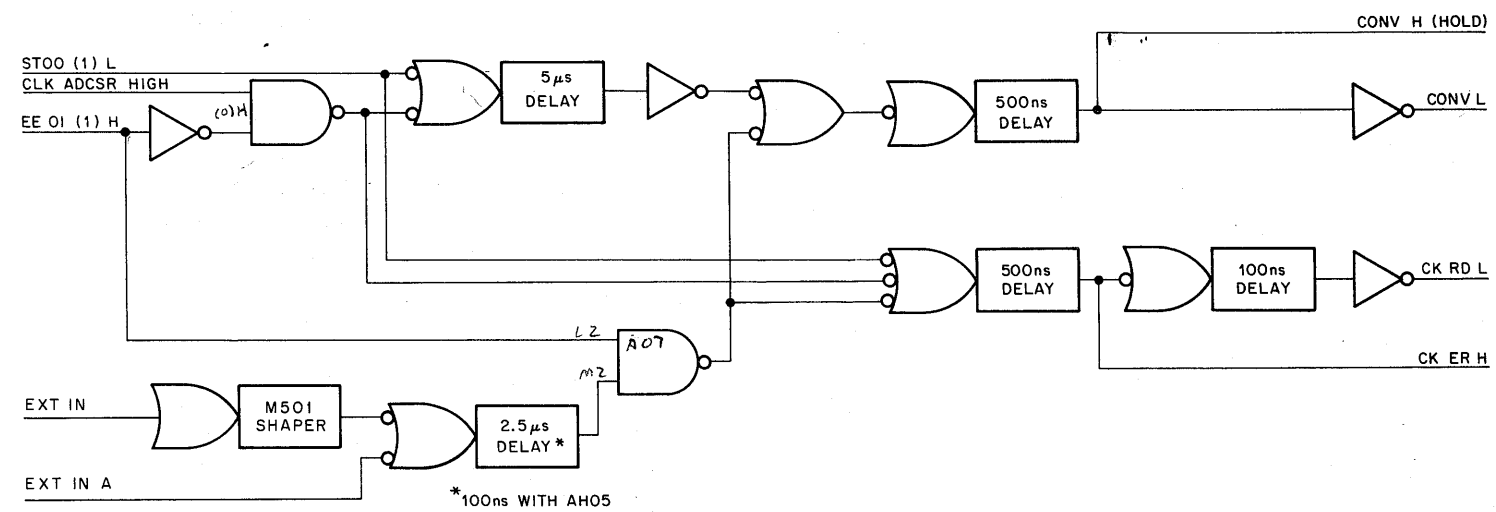 CONV H (HOLD)
STOO (1) L
CLK ADCSR HIGH
EE OI (1) H
(0)H
5μs
DELAY
500ns
DELAY
CONV L
500ns
DELAY
100ns
DELAY
CK RD L
CK ER H
L2
A07
M2
EXT IN
M501
SHAPER
2.5μs
DELAY*
EXT IN A
*100ns WITH AH05